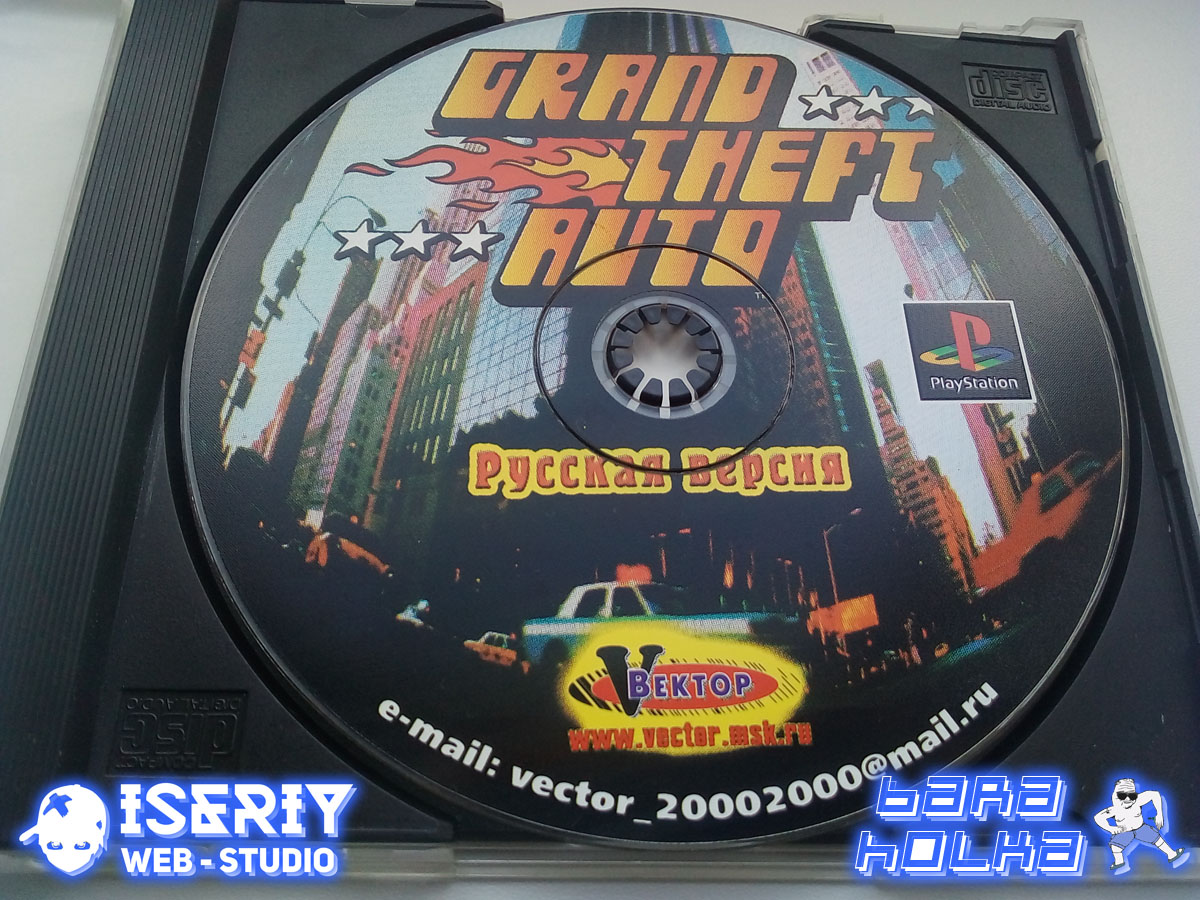 GRAND
THEFT
AUTO
TM
COMPACT
disc
DIGITAL AUDIO
PlayStation
Русская версия
V ВЕКТОР
www.vector.msk.ru
e-mail: vector_20002000@mail.ru
COMPACT
disc
DIGITAL AUDIO
ISERIY
WEB - STUDIO
bara
holka